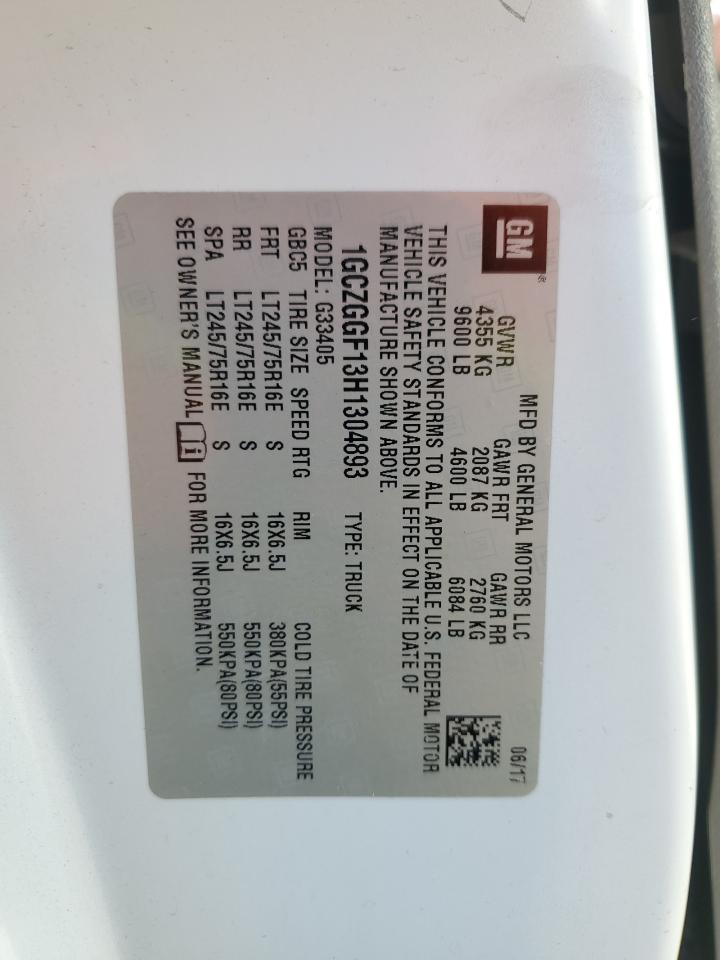 GM
MFD BY GENERAL MOTORS LLC 06/17
GVWR GAWR FRT GAWR RR
4355 KG 2087 KG 2760 KG
9600 LB 4600 LB 6084 LB
THIS VEHICLE CONFORMS TO ALL APPLICABLE U.S. FEDERAL MOTOR
VEHICLE SAFETY STANDARDS IN EFFECT ON THE DATE OF
MANUFACTURE SHOWN ABOVE.
1GCZGGF13H1304893 TYPE: TRUCK
MODEL: G33405
GBC5 TIRE SIZE SPEED RTG RIM COLD TIRE PRESSURE
FRT LT245/75R16E S 16X6.5J 380KPA(55PSI)
RR LT245/75R16E S 16X6.5J 550KPA(80PSI)
SPA LT245/75R16E S 16X6.5J 550KPA(80PSI)
SEE OWNER'S MANUAL i FOR MORE INFORMATION.